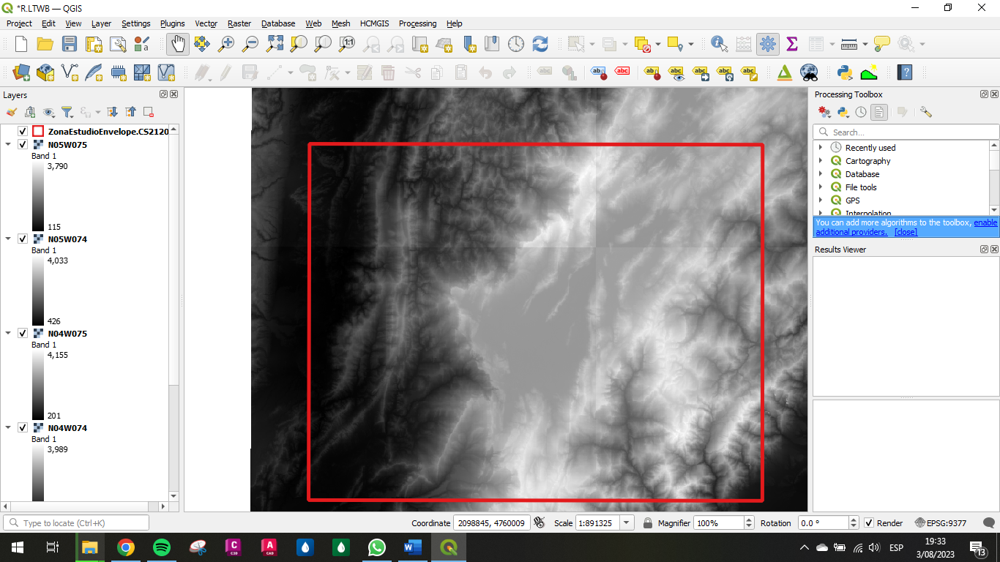 *R.LTWB — QGIS
Project Edit View Layer Settings Plugins Vector Raster Database Web Mesh HCMGIS Processing Help
Layers
ZonaEstudioEnvelope.CS2120
N05W075
Band 1
3,790
115
N05W074
Band 1
4,033
426
N04W075
Band 1
4,155
201
N04W074
Band 1
3,989
Processing Toolbox
Search...
Recently used
Cartography
Database
File tools
GPS
Interpolation
You can add more algorithms to the toolbox, enable
additional providers. [close]
Results Viewer
Type to locate (Ctrl+K)
Coordinate 2098845, 4760009 Scale 1:891325 Magnifier 100% Rotation 0.0 ° Render EPSG:9377
ESP
19:33
3/08/2023
13